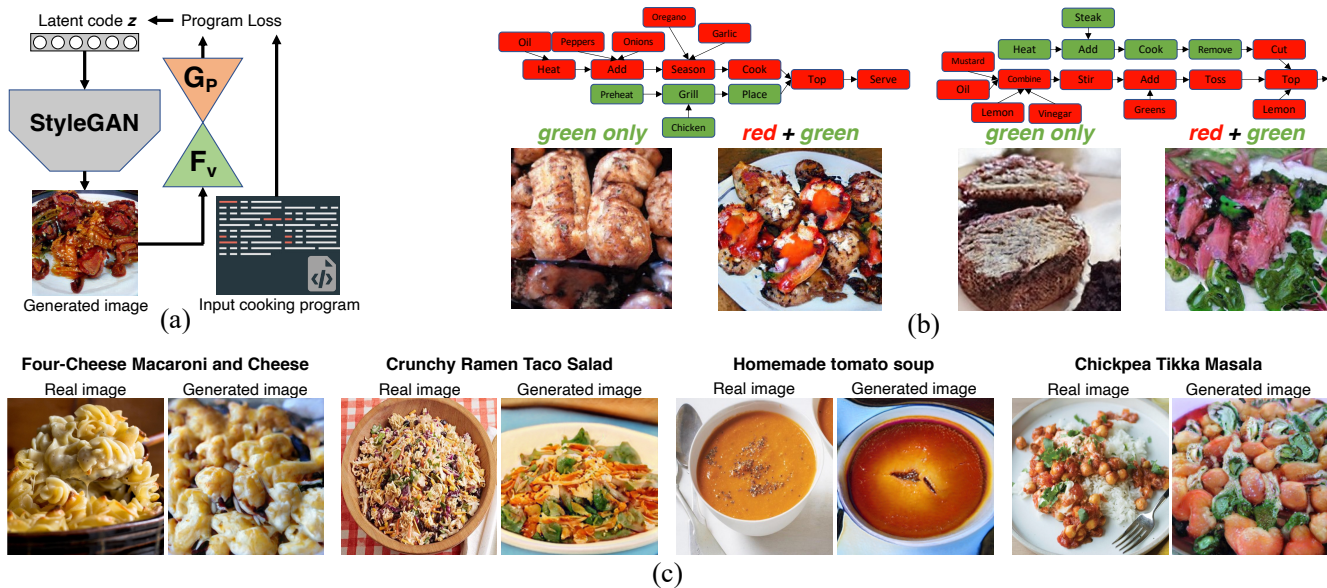 Latent code z
Program Loss
StyleGAN
GP
Fv
Generated image
Input cooking program
</>
(a)
Oregano
Oil
Peppers
Onions
Garlic
Heat
Add
Season
Cook
Top
Serve
Preheat
Grill
Place
Chicken
green only
red + green
Steak
Heat
Add
Cook
Remove
Cut
Mustard
Combine
Stir
Add
Toss
Top
Oil
Lemon
Vinegar
Greens
Lemon
green only
red + green
(b)
Four-Cheese Macaroni and Cheese
Real image
Generated image
Crunchy Ramen Taco Salad
Real image
Generated image
Homemade tomato soup
Real image
Generated image
Chickpea Tikka Masala
Real image
Generated image
(c)